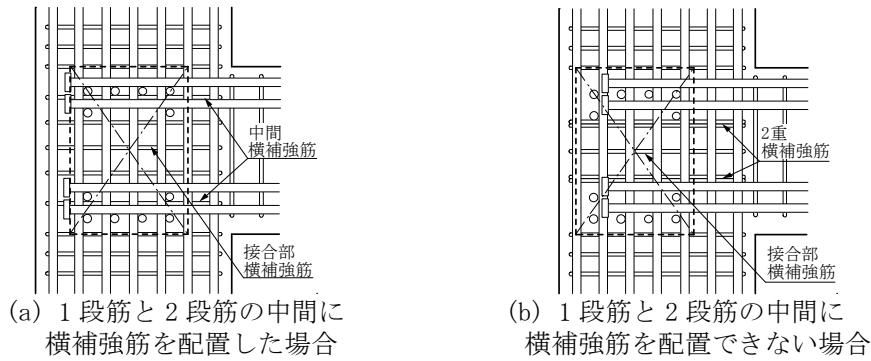 中間
横補強筋
接合部
横補強筋
(a) 1 段筋と 2 段筋の中間に
横補強筋を配置した場合
2重
横補強筋
接合部
横補強筋
(b) 1 段筋と 2 段筋の中間に
横補強筋を配置できない場合